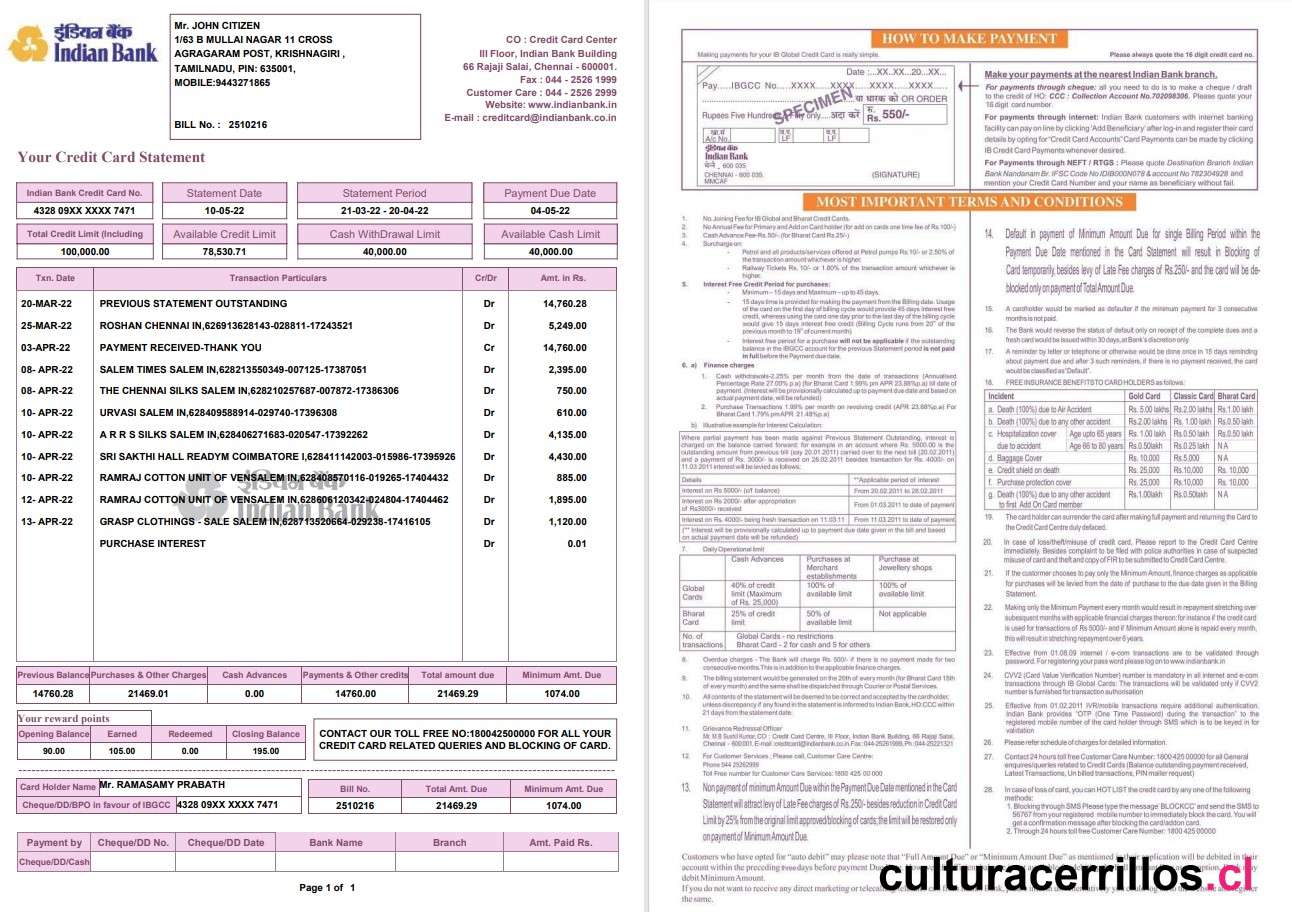 इंडियन बैंक
Indian Bank
Mr. JOHN CITIZEN
1/63 B MULLAI NAGAR 11 CROSS
AGRAGARAM POST, KRISHNAGIRI ,
TAMILNADU, PIN: 635001,
MOBILE:9443271865
BILL No. : 2510216
CO : Credit Card Center
III Floor, Indian Bank Building
66 Rajaji Salai, Chennai - 600001.
Fax : 044 - 2526 1999
Customer Care : 044 - 2526 1999
Website: www.indianbank.in
E-mail : creditcard@indianbank.co.in
Your Credit Card Statement
Indian Bank Credit Card No. Statement Date Statement Period Payment Due Date
4328 09XX XXXX 7471 10-05-22 21-03-22 - 20-04-22 04-05-22
Total Credit Limit (Including Available Credit Limit Cash WithDrawal Limit Available Cash Limit
100,000.00 78,530.71 40,000.00 40,000.00
Txn. Date Transaction Particulars Cr/Dr Amt. in Rs.
20-MAR-22 PREVIOUS STATEMENT OUTSTANDING Dr 14,760.28
25-MAR-22 ROSHAN CHENNAI IN,626913628143-028811-17243521 Dr 5,249.00
03-APR-22 PAYMENT RECEIVED-THANK YOU Cr 14,760.00
08- APR-22 SALEM TIMES SALEM IN,628213550349-007125-17387051 Dr 2,395.00
08-APR-22 THE CHENNAI SILKS SALEM,628210257687-007872-17386306 Dr 750.00
10- APR-22 URVASI SALEM IN,628409588914-029740-17396308 Dr 610.00
10- APR-22 A R R S SILKS SALEM IN,628406271683-020547-17392262 Dr 4,135.00
10- APR-22 SRI SAKTHI HALL READYM COIMBATORE I,628411142003-015986-17395926 Dr 4,430.00
इंडियन बैंक
10- APR-22 RAMRAJ COTTON UNIT OF VENSALEM IN,628408570116-019265-17404432 Dr 885.00
12- APR-22 RAMRAJ COTTON UNIT OF VENSALEM IN,628606120342-024804-17404462 Dr 1,895.00
Indian Bank
13- APR-22 GRASP CLOTHINGS - SALE SALEM IN,628713520664-029238-17416105 Dr 1,120.00
PURCHASE INTEREST Dr 0.01
Previous Balance Purchases & Other Charges Cash Advances Payments & Other credits Total amount due Minimum Amt. Due
14760.28 21469.01 0.00 14760.00 21469.29 1074.00
Your reward points
Opening Balance Earned Redeemed Closing Balance
90.00 105.00 0.00 195.00
CONTACT OUR TOLL FREE NO:180042500000 FOR ALL YOUR
CREDIT CARD RELATED QUERIES AND BLOCKING OF CARD.
Card Holder Name Mr. RAMASAMY PRABATH
Cheque/DD/BPO in favour of IBGCC 4328 09XX XXXX 7471
Bill No. Total Amt. Due Minimum Amt. Due
2510216 21469.29 1074.00
Payment by Cheque/DD No. Cheque/DD Date Bank Name Branch Amt. Paid Rs.
Cheque/DD/Cash
Page 1 of 1
HOW TO MAKE PAYMENT
Making payments for your IB Global Credit Card is really simple.
Please always quote the 16 digit credit card no.
Date :...XX..XX...20...XX...
Pay.....IBGCC No....XXXX....XXXX....XXXX....XXXX
SPECIMEN
या धारक को OR ORDER
Rupees Five Hundred
only.....अदा करें रु. Rs. 550/-
A/c No. LF LF
इंडियन बैंक
Indian Bank
CHENNAI - 600 035
MMCAF
(SIGNATURE)
Make your payments at the nearest Indian Bank branch.
For payments through cheque: all you need to do is to make a cheque / draft
to the credit of HO: CCC : Collection Account No.702098306. Please quote your
16 digit card number.
For payments through internet: Indian Bank customers with internet banking
facility can pay on line by clicking 'Add Beneficiary' after log-in and register their card
details by opting for "Credit Card Accounts" Card Payments can be made by clicking
IB Credit Card Payments whenever desired.
For Payments through NEFT / RTGS : Please quote Destination Branch Indian
Bank Nandanam Br. IFSC Code No IDIB000N078 & account No 782304928 and
mention your Credit Card Number and your name as beneficiary without fail.
MOST IMPORTANT TERMS AND CONDITIONS
1. No Joining Fee for IB Global and Bharat Credit Cards.
2. No Annual Fee for Primary and Add on Card holder (for add on cards one time fee of Rs.100/-)
3. Cash Advance Fee-Rs.50/- (for Bharat Card Rs.25/-)
4. Surcharge on
- Petrol and all products/services offered at Petrol pumps Rs.10/- or 2.50% of
the transaction amount whichever is higher.
- Railway Tickets Rs. 10/- or 1.80% of the transaction amount whichever is
higher.
5. Interest Free Credit Period for purchases:
- Minimum – 15 days and Maximum – up to 45 days.
- 15 days time is provided for making the payment from the Billing date. Usage
of the card on the first day of billing cycle would provide 45 days interest free
credit, whereas using the card one day prior to the last day of the billing cycle
would give 15 days interest free credit (Billing Cycle runs from 20th of the
previous month to 19th of current month)
- Interest free period for a purchase will not be applicable if the outstanding
balance in the IBGCC account for the previous Statement period is not paid
in full before the Payment due date.
6. a) Finance charges
1. Cash withdrawals-2.25% per month from the date of transactions (Annualised
Percentage Rate 27.00% p.a) (for Bharat Card 1.99% pm APR 23.88%p.a) till date of
payment. (Interest will be provisionally calculated up to payment due date and based on
actual payment date, will be refunded)
2. Purchase Transactions 1.99% per month on revolving credit (APR 23.88%p.a) For
Bharat Card 1.79% pm APR 21.48%p.a)
b) Illustrative example for Interest Calculation
Where partial payment has been made against Previous Statement Outstanding, interest is
charged on the balance carried forward; for example in an account where Rs. 5000.00 is the
outstanding amount from previous bill (say 20.01.2011) carried over to the next bill (20.02.2011)
and a payment of Rs. 3000/- is received on 28.02.2011 besides transaction for Rs. 4000/- on
11.03.2011 interest will be levied as follows:
Details **Applicable period of interest
Interest on Rs 5000/- (o/f balance) From 20.02.2011 to 28.02.2011
Interest on Rs 2000/- after appropriation
of Rs3000/- received From 01.03.2011 to date of payment
Interest on Rs. 4000/- being fresh transaction on 11.03.11 From 11.03.2011 to date of payment
(** Interest will be provisionally calculated up to payment due date given in the bill and based
on actual payment date will be refunded)
7. Daily Operational limit
Cash Advances Purchases at Merchant establishments Purchase at Jewellery shops
Global Cards 40% of credit limit (Maximum of Rs. 25,000) 100% of available limit 100% of available limit
Bharat Card 25% of credit limit 50% of available limit Not applicable
No. of transactions Global Cards - no restrictions
Bharat Card - 2 for cash and 5 for others
8. Overdue charges - The Bank will charge Rs. 500/- if there is no payment made for two
consecutive months. This is in addition to the applicable finance charges.
9. The billing statement would be generated on the 20th of every month (for Bharat Card 15th
of every month) and the same shall be dispatched through Courier or Postal Services.
10. All contents of the statement will be deemed to be correct and accepted by the cardholder,
unless discrepancy if any found in the statement is informed to Indian Bank, HO:CCC within
21 days from the statement date.
11. Grievance Redressal Officer
Mr. M B Sushil Kumar, CO : Credit Card Centre, III Floor, Indian Bank, 66 Rajaji Salai,
Chennai - 600001. E-mail :creditcard@indianbank.co.in Fax: 044-25261999, Ph: 044-25221321
12. For Customer Services ; Please call, Customer Care Centre:
Phone 044 25262999
Toll Free number for Customer Care Services: 1800 425 00 000
13. Non payment of minimum Amount Due within the Payment Due Date mentioned in the Card
Statement will attract levy of Late Fee charges of Rs.250/- besides reduction in Credit Card
Limit by 25% from the original limit approved/blocking of cards; the limit will be restored only
on payment of Minimum Amount Due.
14. Default in payment of Minimum Amount Due for single Billing Period within the
Payment Due Date mentioned in the Card Statement will result in Blocking of
Card temporarily, besides levy of Late Fee charges of Rs.250/- and the card will be de-
blocked only on payment of Total Amount Due.
15. A cardholder would be marked as defaulter if the minimum payment for 3 consecutive
months is not paid.
16. The Bank would reverse the status of default only on receipt of the complete dues and a
fresh card would be issued within 30 days, at Bank's discretion only.
17. A reminder by letter or telephone or otherwise would be done once in 15 days reminding
about payment due and after 3 such reminders, if there is no payment received, the card
would be classified as "Default".
18. FREE INSURANCE BENEFITSTO CARD HOLDERS as follows:
Incident Gold Card Classic Card Bharat Card
a. Death (100%) due to Air Accident Rs. 5.00 lakhs Rs.2.00 lakhs Rs.1.00 lakh
b. Death (100%) due to any other accident Rs.2.00 lakhs Rs.1.00 lakh Rs.0.50 lakh
c. Hospitalization cover Age upto 65 years Rs. 1.00 lakh Rs.0.50 lakh Rs.0.50 lakh
due to accident Age 66 to 80 years Rs.0.50 lakh Rs.0.50 lakh N A
d. Baggage Cover Rs. 10,000 Rs.5,000 N A
e. Credit shield on death Rs. 25,000 Rs.10,000 Rs. 10,000
f. Purchase protection cover Rs. 25,000 Rs.10,000 Rs. 10,000
g. Death (100%) due to any other accident
to first Add On Card member Rs.1.00lakh Rs.0.50lakh N A
19. The card holder can surrender the card after making full payment and returning the Card to
the Credit Card Centre duly defaced.
20. In case of loss/theft/misuse of credit card, Please report to the Credit Card Centre
immediately. Besides complaint to be filed with police authorities in case of suspected
misuse of card and theft and copy of FIR to be submitted to Credit Card Centre.
21. If the customer chooses to pay only the Minimum Amount, finance charges as applicable
for purchases will be levied from the date of purchase to the due date given in the Billing
Statement.
22. Making only the Minimum Payment every month would result in repayment stretching over
subsequent months with applicable financial charges thereon: for instance if the credit card
is used for transactions of Rs 5000/- and if Minimum Amount alone is repaid every month,
this will result in stretching repayment over 6 years.
23. Effective from 01.08.09 internet / e-com transactions are to be validated through
password. For registering your password please log on to www.indianbank.in
24. CVV2 (Card Value Verification Number) is mandatory in all internet and e-com
transactions through IB Global Cards: The transactions will be validated only if CVV2
number is furnished for transaction authorisation
25. Effective from 01.02.2011 IVR/mobile transactions require additional authentication.
Indian Bank provides "OTP (One Time Password) during the transaction" to the
registered mobile number of the card holder through SMS which is to be keyed in for
validation
26. Please refer schedule of charges for detailed information.
27. Contact 24 hours toll free Customer Care Number: 1800 425 00000 for all General
enquires/queries related to Credit Cards (Balance outstanding payment received,
Latest Transactions, Un billed transactions, PIN mailer request)
28. In case of loss of card, you can HOT LIST the credit card by any one of the following
methods:
1. Blocking through SMS Please type the message 'BLOCKCC' and send the SMS to
56767 from your registered mobile number to immediately block the card. You will
get a confirmation message after blocking the card/addon card.
2. Through 24 hours toll free Customer Care Number: 1800 425 00000
Customers who have opted for "auto debit" may please note that "Full Amount Due" or "Minimum Amount Due" as mentioned in their application will be debited in their
account within the preceding days before payment Due
debit Minimum Amount.
If you do not want to receive any direct marketing or
the same.
culturacerrillos.cl